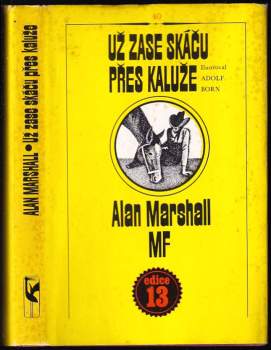 ALAN MARSHALL • UŽ ZASE SKÁČU PŘES KALUŽE
UŽ ZASE SKÁČU
PŘES KALUŽE
Ilustroval
ADOLF
BORN
Alan Marshall
MF
edice
13